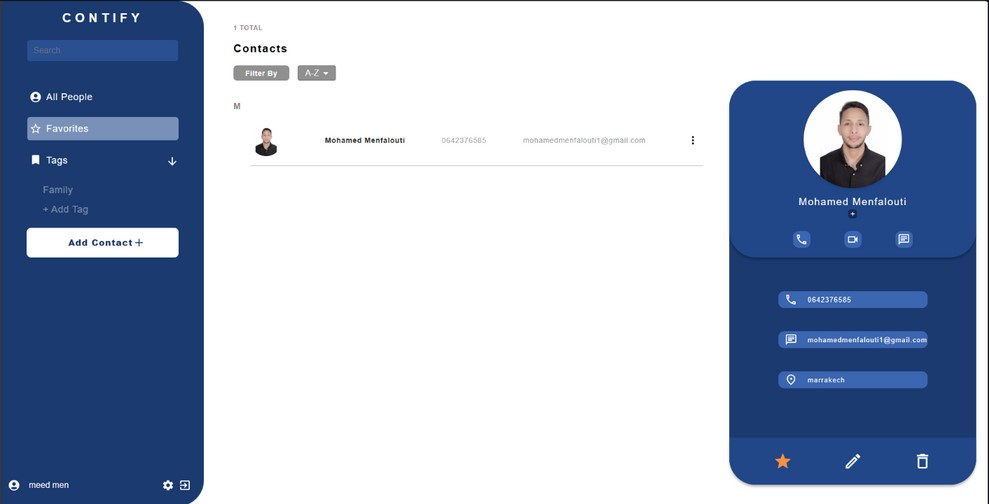 CONTIFY
Search
All People
Favorites
Tags
Family
+ Add Tag
Add Contact+
meed men
1 TOTAL
Contacts
Filter By
A-Z
M
Mohamed Menfalouti 0642376585 mohamedmenfalouti1@gmail.com
Mohamed Menfalouti
+
0642376585
mohamedmenfalouti1@gmail.com
marrakech